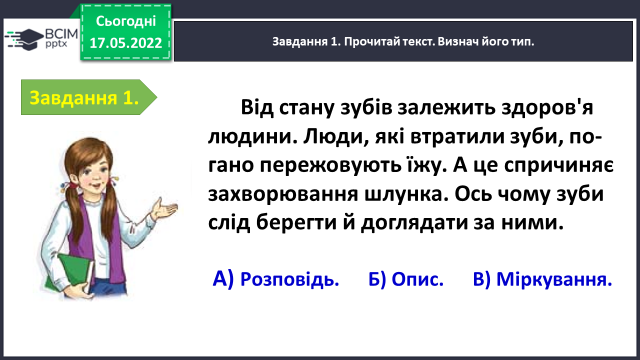 ВСІМ
pptx
Сьогодні
17.05.2022
Завдання 1. Прочитай текст. Визнач його тип.
Завдання 1.
Від стану зубів залежить здоров'я
людини. Люди, які втратили зуби, по-
гано пережовують їжу. А це спричиняє
захворювання шлунка. Ось чому зуби
слід берегти й доглядати за ними.
А) Розповідь. Б) Опис. В) Міркування.